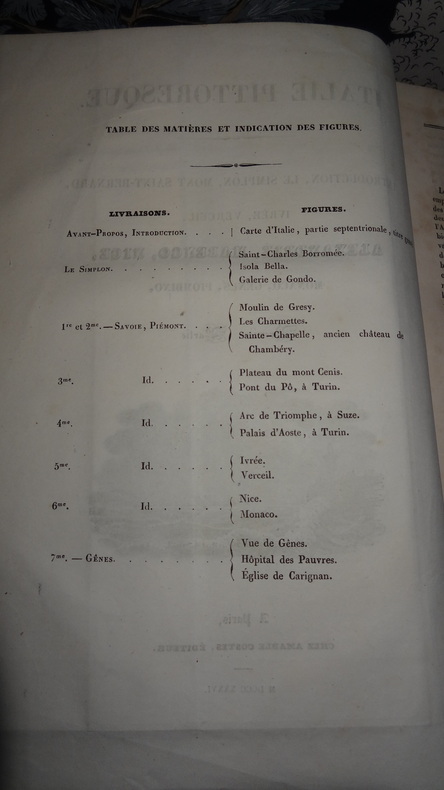 TABLE DES MATIÈRES ET INDICATION DES FIGURES.
LIVRAISONS. FIGURES.
AVANT-PROPOS, INTRODUCTION. . . . Carte d'Italie, partie septentrionale,
LE SIMPLON. . . . . . . . . . Saint-Charles Borromée.
Isola Bella.
Galerie de Gondo.
1re et 2me. — SAVOIE, PIÉMONT. . . . Moulin de Gresy.
Les Charmettes.
Sainte-Chapelle, ancien château de
Chambéry.
3me. Id. . . . . . Plateau du mont Cenis.
Pont du Pô, à Turin.
4me. Id. . . . . . Arc de Triomphe, à Suze.
Palais d'Aoste, à Turin.
5me. Id. . . . . . Ivrée.
Verceil.
6me. Id. . . . . . Nice.
Monaco.
7me. — GÊNES. . . . . . . . . Vue de Gènes.
Hôpital des Pauvres.
Église de Carignan.